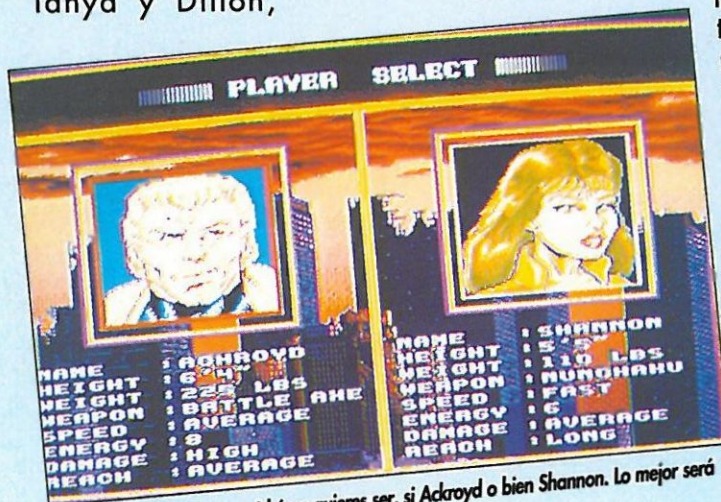 Tanya y Dillon,
PLAYER SELECT
NAME : ACKROYD
HEIGHT : 6'4"
WEIGHT : 225 LBS
WEAPON : BATTLE AXE
SPEED : AVERAGE
ENERGY : 8
DAMAGE : HIGH
REACH : AVERAGE
NAME : SHANNON
HEIGHT : 5'5"
WEIGHT : 110 LBS
WEAPON : NUNCHAKU
SPEED : FAST
ENERGY : 6
DAMAGE : AVERAGE
REACH : LONG
quieras ser, si Ackroyd o bien Shannon. Lo mejor será